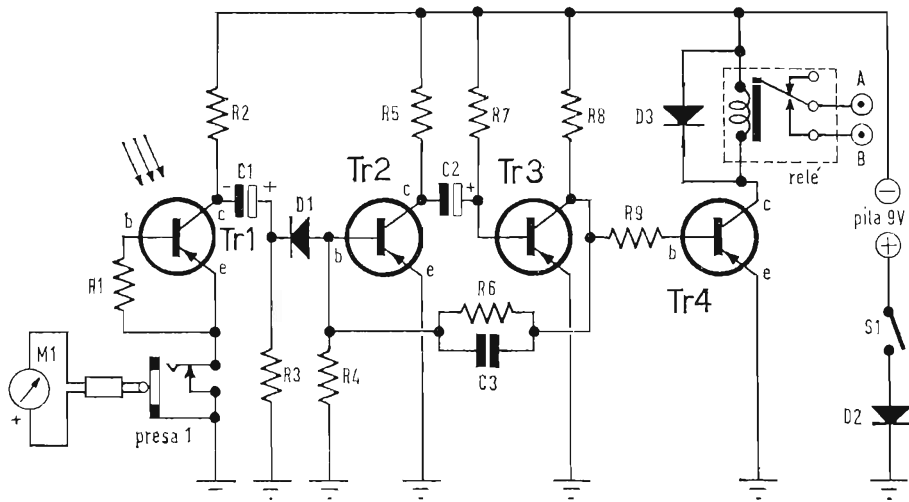 R2
R5
R7
R8
D3
A
B
relé
C1
- +
D1
Tr2
C2
+
Tr3
c
b
Tr1
e
R1
c
b
e
R9
c
b
e
Tr4
-
pila 9V
+
R6
C3
S1
M1
+
R3
R4
D2
presa 1